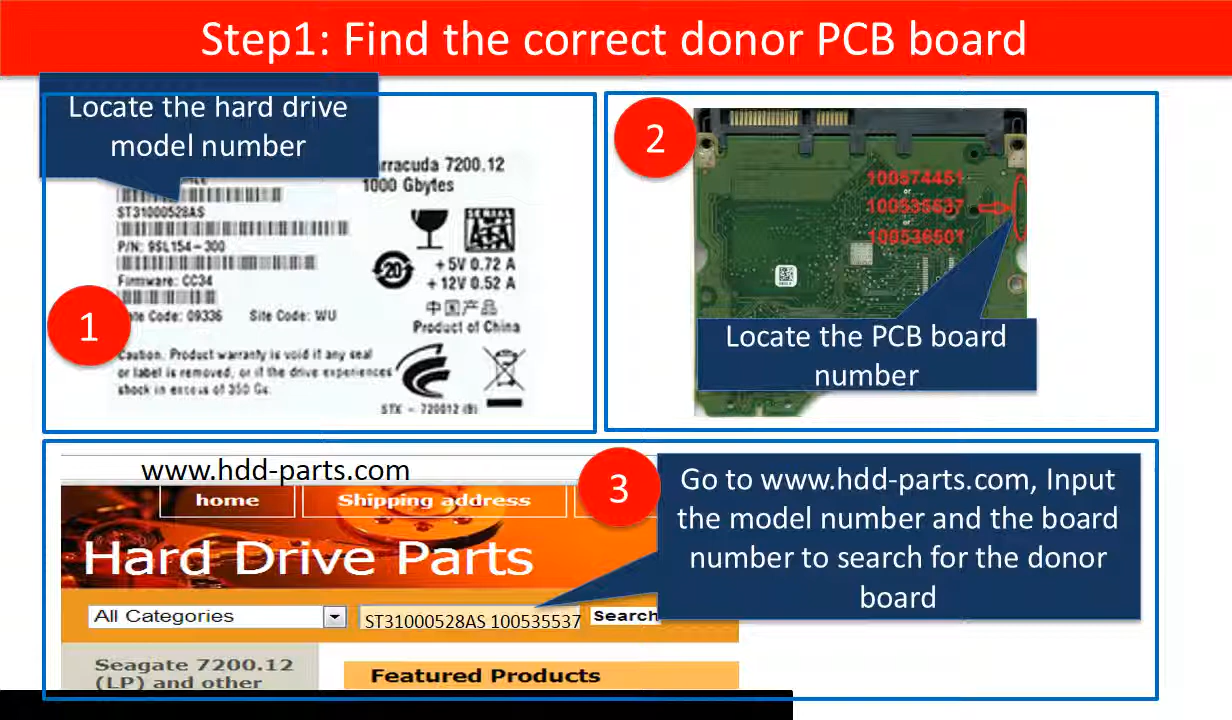 Step1: Find the correct donor PCB board
Locate the hard drive
model number
1
ST31000528AS
P/N: 9SL154-300
Firmware: CC34
Code: 09336 Site Code: WU
Caution: Product warranty is void if any seal
or label is removed, or if the drive experiences
shock in excess of 350 Gs.
7200.12
1000 Gbytes
SERIAL
20
+5V 0.72 A
+12V 0.52 A
中国产品
Product of China
STX - 720012 (B)
2
100574451
or
100535537
or
100536501
Locate the PCB board
number
www.hdd-parts.com
home
Shipping address
Hard Drive Parts
All Categories
ST31000528AS 100535537
Search
Seagate 7200.12
(LP) and other
Featured Products
3
Go to www.hdd-parts.com, Input
the model number and the board
number to search for the donor
board